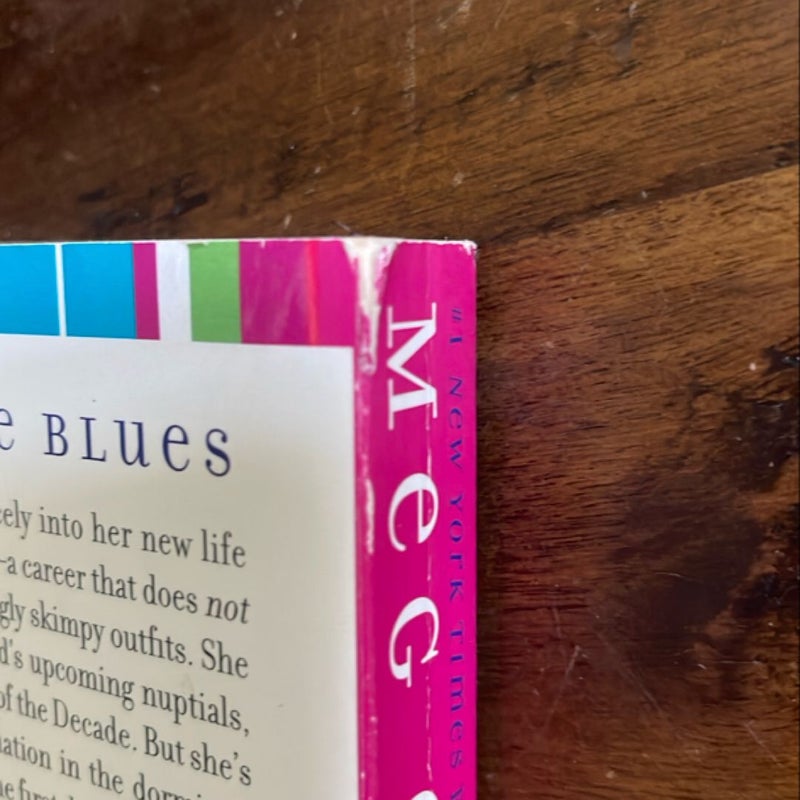 e BLues
ely into her new life
—a career that does not
gly skimpy outfits. She
d's upcoming nuptials,
of the Decade. But she's
ation in the
MeG
#1 New York Times